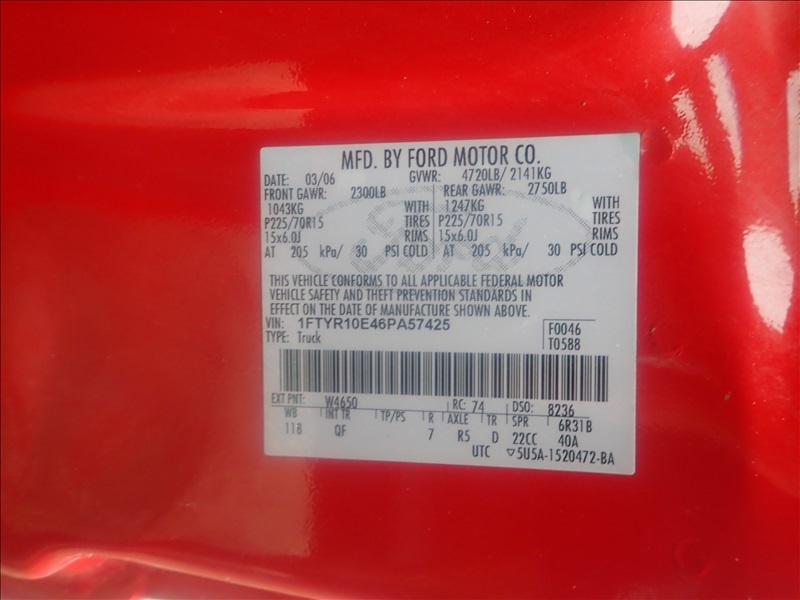 MFD. BY FORD MOTOR CO.
DATE: 03/06 GVWR: 4720LB/ 2141KG
FRONT GAWR: 2300LB REAR GAWR: 2750LB
1043KG WITH 1247KG WITH
P225/70R15 TIRES P225/70R15 TIRES
15x6.0J RIMS 15x6.0J RIMS
AT 205 kPa/ 30 PSI COLD AT 205 kPa/ 30 PSI COLD
Ford
THIS VEHICLE CONFORMS TO ALL APPLICABLE FEDERAL MOTOR
VEHICLE SAFETY AND THEFT PREVENTION STANDARDS IN
EFFECT ON THE DATE OF MANUFACTURE SHOWN ABOVE.
VIN: 1FTYR10E46PA57425 F0046
TYPE: Truck T0588
EXT PNT: W4650 RC: 74 DSO: 8236
WB INT TR TP/PS R AXLE TR SPR 6R31B
118 QF 7 R5 D 22CC 40A
UTC ▽5U5A-1520472-BA